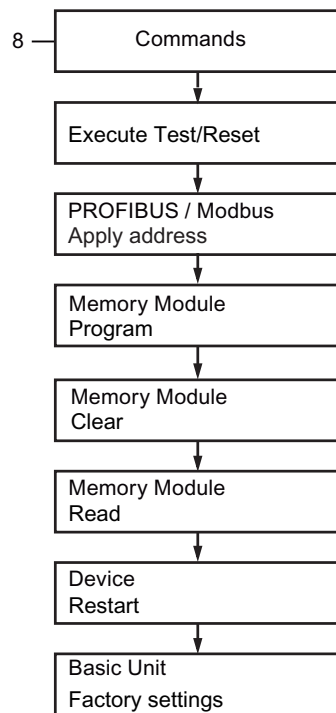 8
Commands
Execute Test/Reset
PROFIBUS / Modbus
Apply address
Memory Module
Program
Memory Module
Clear
Memory Module
Read
Device
Restart
Basic Unit
Factory settings